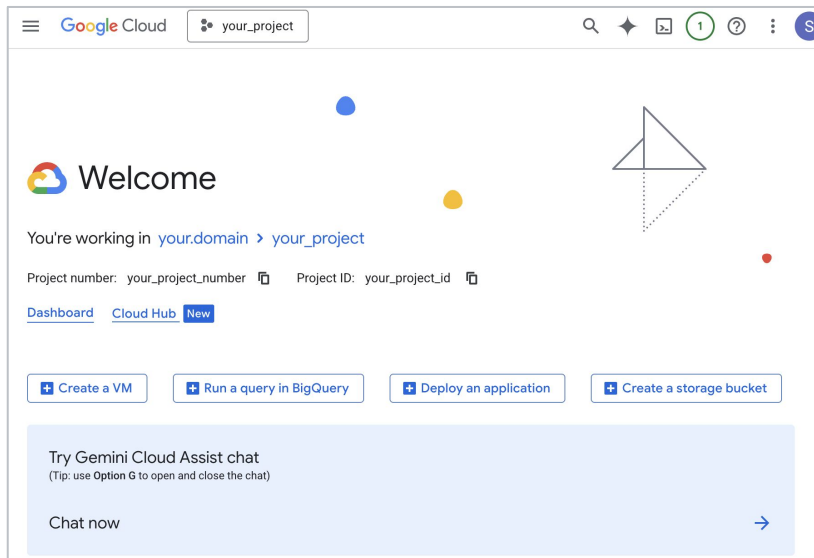 Google Cloud your_project 1 S
Welcome
You're working in your.domain > your_project
Project number: your_project_number Project ID: your_project_id
Dashboard Cloud Hub New
Create a VM Run a query in BigQuery Deploy an application Create a storage bucket
Try Gemini Cloud Assist chat
(Tip: use Option G to open and close the chat)
Chat now